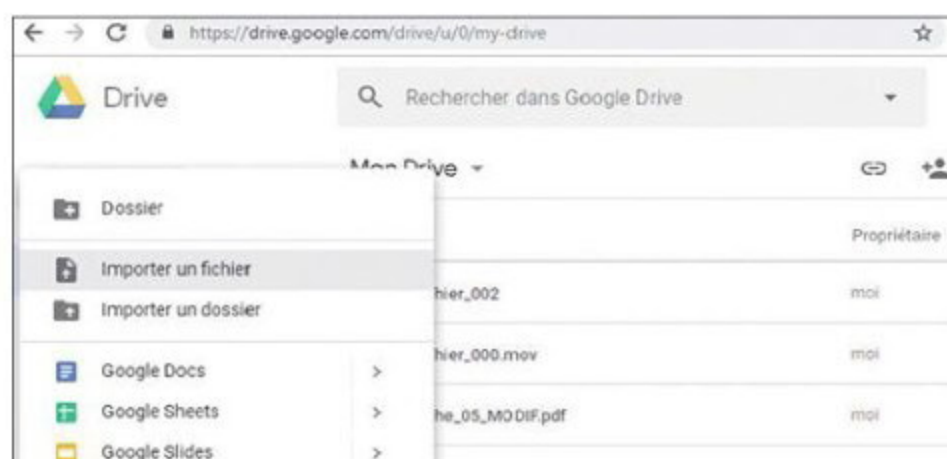 https://drive.google.com/drive/u/0/my-drive
Drive
Rechercher dans Google Drive
Mon Drive
Dossier
Propriétaire
Importer un fichier
hier_002
moi
Importer un dossier
hier_000.mov
moi
Google Docs
Google Sheets
he_05_MODIF.pdf
moi
Google Slides